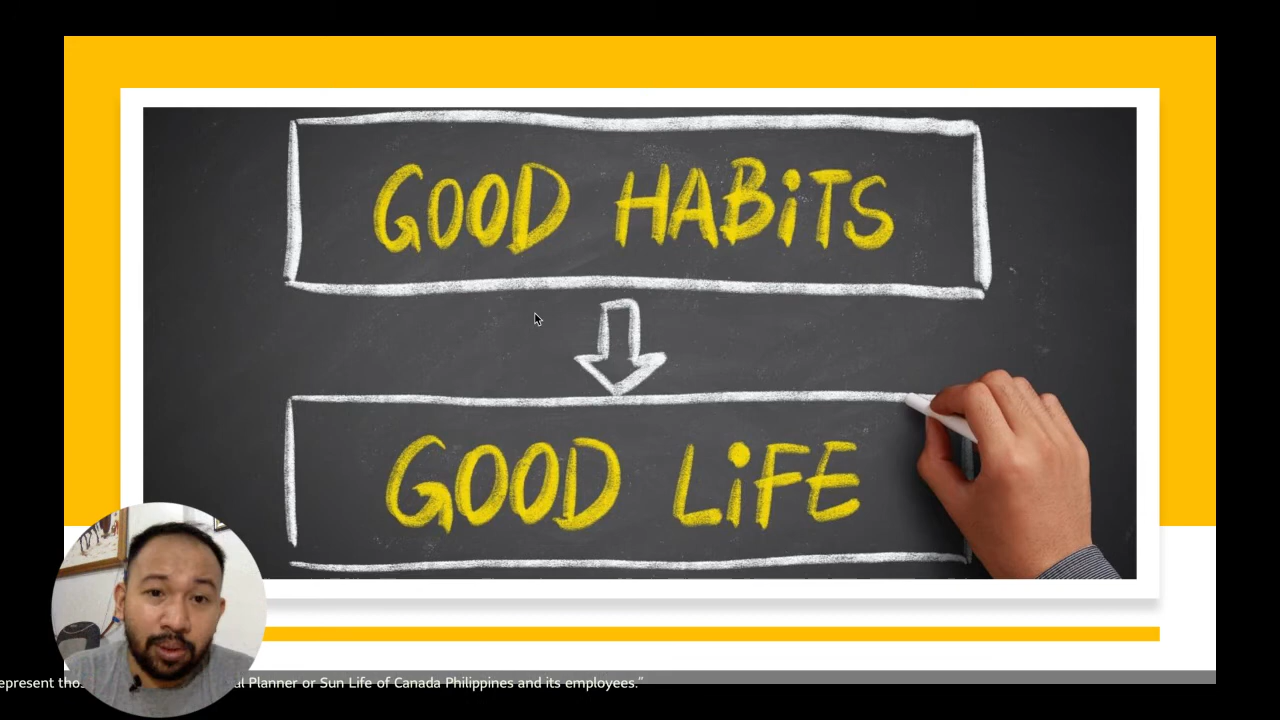 GOOD HABiTS
GOOD LiFE
epresent tho al Planner or Sun Life of Canada Philippines and its employees."